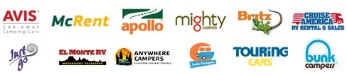 AVIS
CAR AWAY
Camping-Cars
McRent
apollo
mighty
CAMPERS
Britz
CRUISE
AMERICA
RV RENTAL & SALES
Just
go
EL MONTE RV
ANYWHERE
CAMPERS
TOURING
CARS
bunk
campers